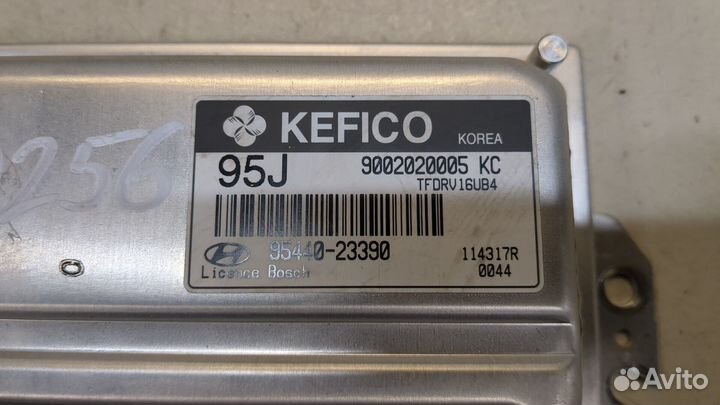 KEFICO KOREA
95J 9002020005 KC
TFDRV16UB4
95440-23390 114317R
Licence Bosch 0044
256
Avito